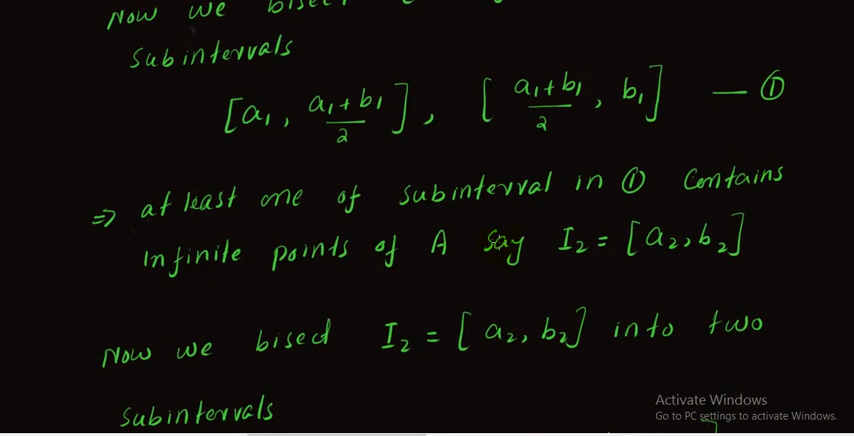 Now we
Subintervals
[a₁, (a₁+b₁)/2], [(a₁+b₁)/2, b₁] — ①
⇒ at least one of subinterval in ① Contains
Infinite points of A say I₂ = [a₂, b₂]
Now we bisect I₂ = [a₂, b₂] into two
Subintervals
Activate Windows
Go to PC settings to activate Windows.